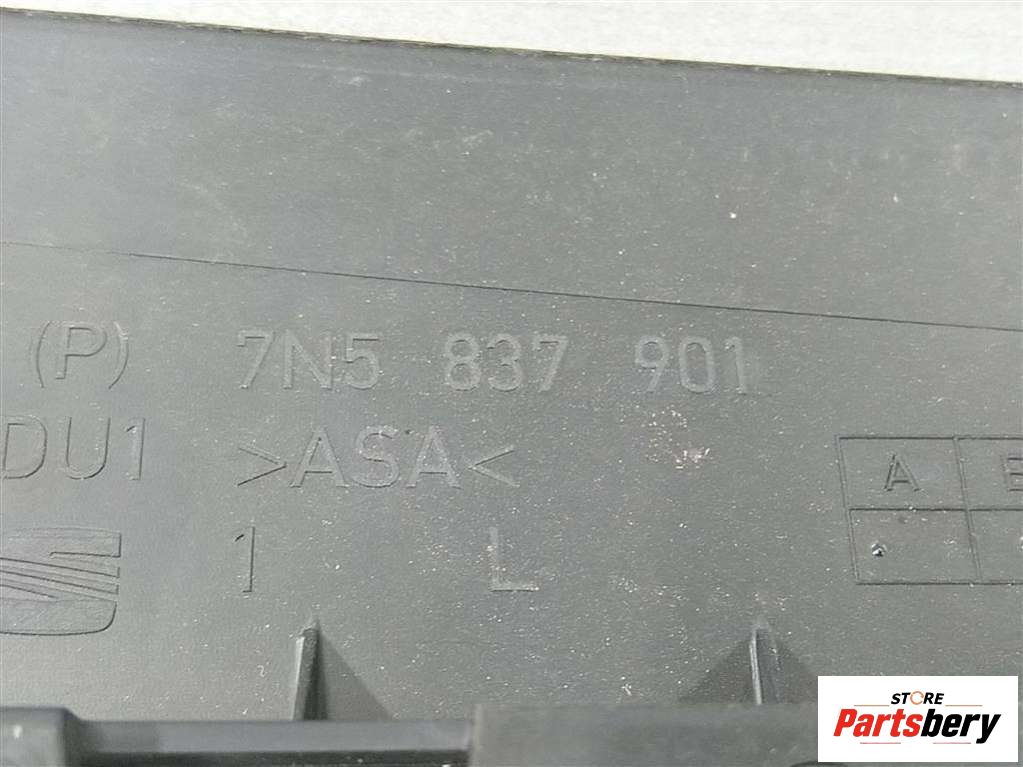 (P) 7N5 837 901
DU1 >ASA<
A
1 L
STORE
Partsbery